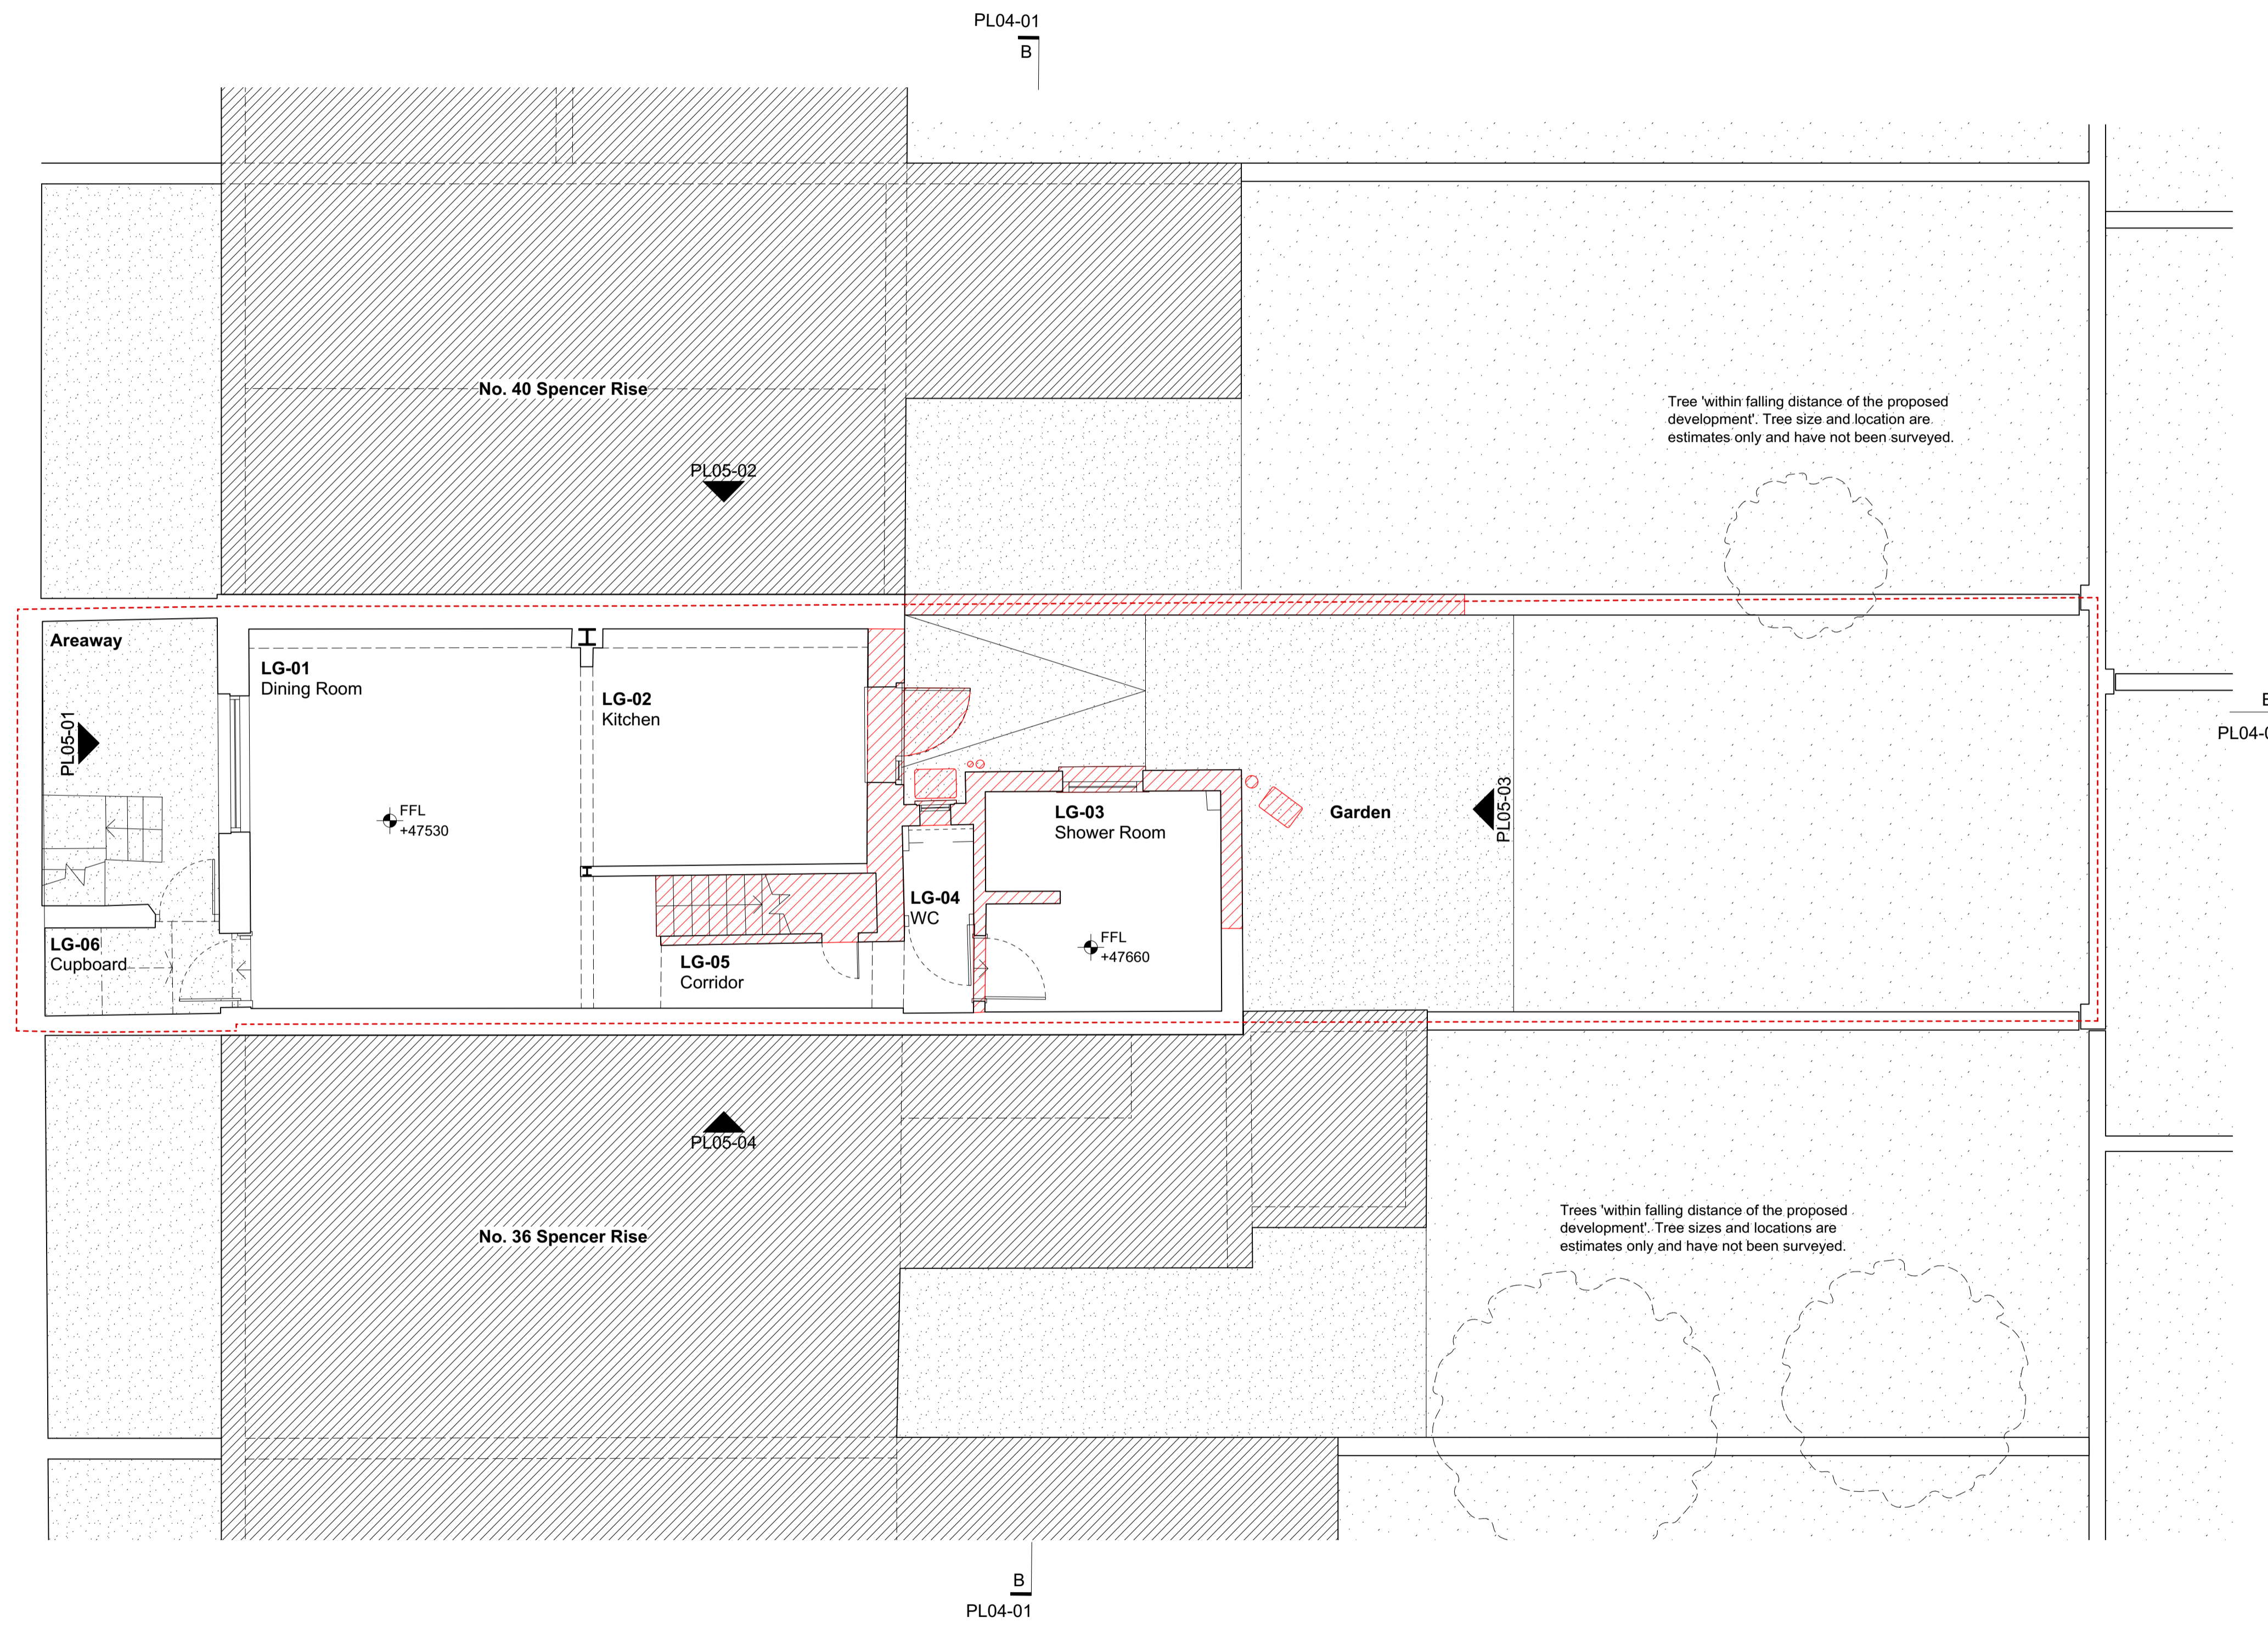 PL04-01
B
No. 40 Spencer Rise
Tree 'within falling distance of the proposed
development'. Tree size and location are
estimates only and have not been surveyed.
PL05-02
Areaway
LG-01
Dining Room
LG-02
Kitchen
PL05-01
PL04-0
FFL
+47530
LG-03
Shower Room
Garden
PL05-03
LG-04
WC
FFL
+47660
LG-06
Cupboard
LG-05
Corridor
PL05-04
No. 36 Spencer Rise
Trees 'within falling distance of the proposed
development'. Tree sizes and locations are
estimates only and have not been surveyed.
B
PL04-01